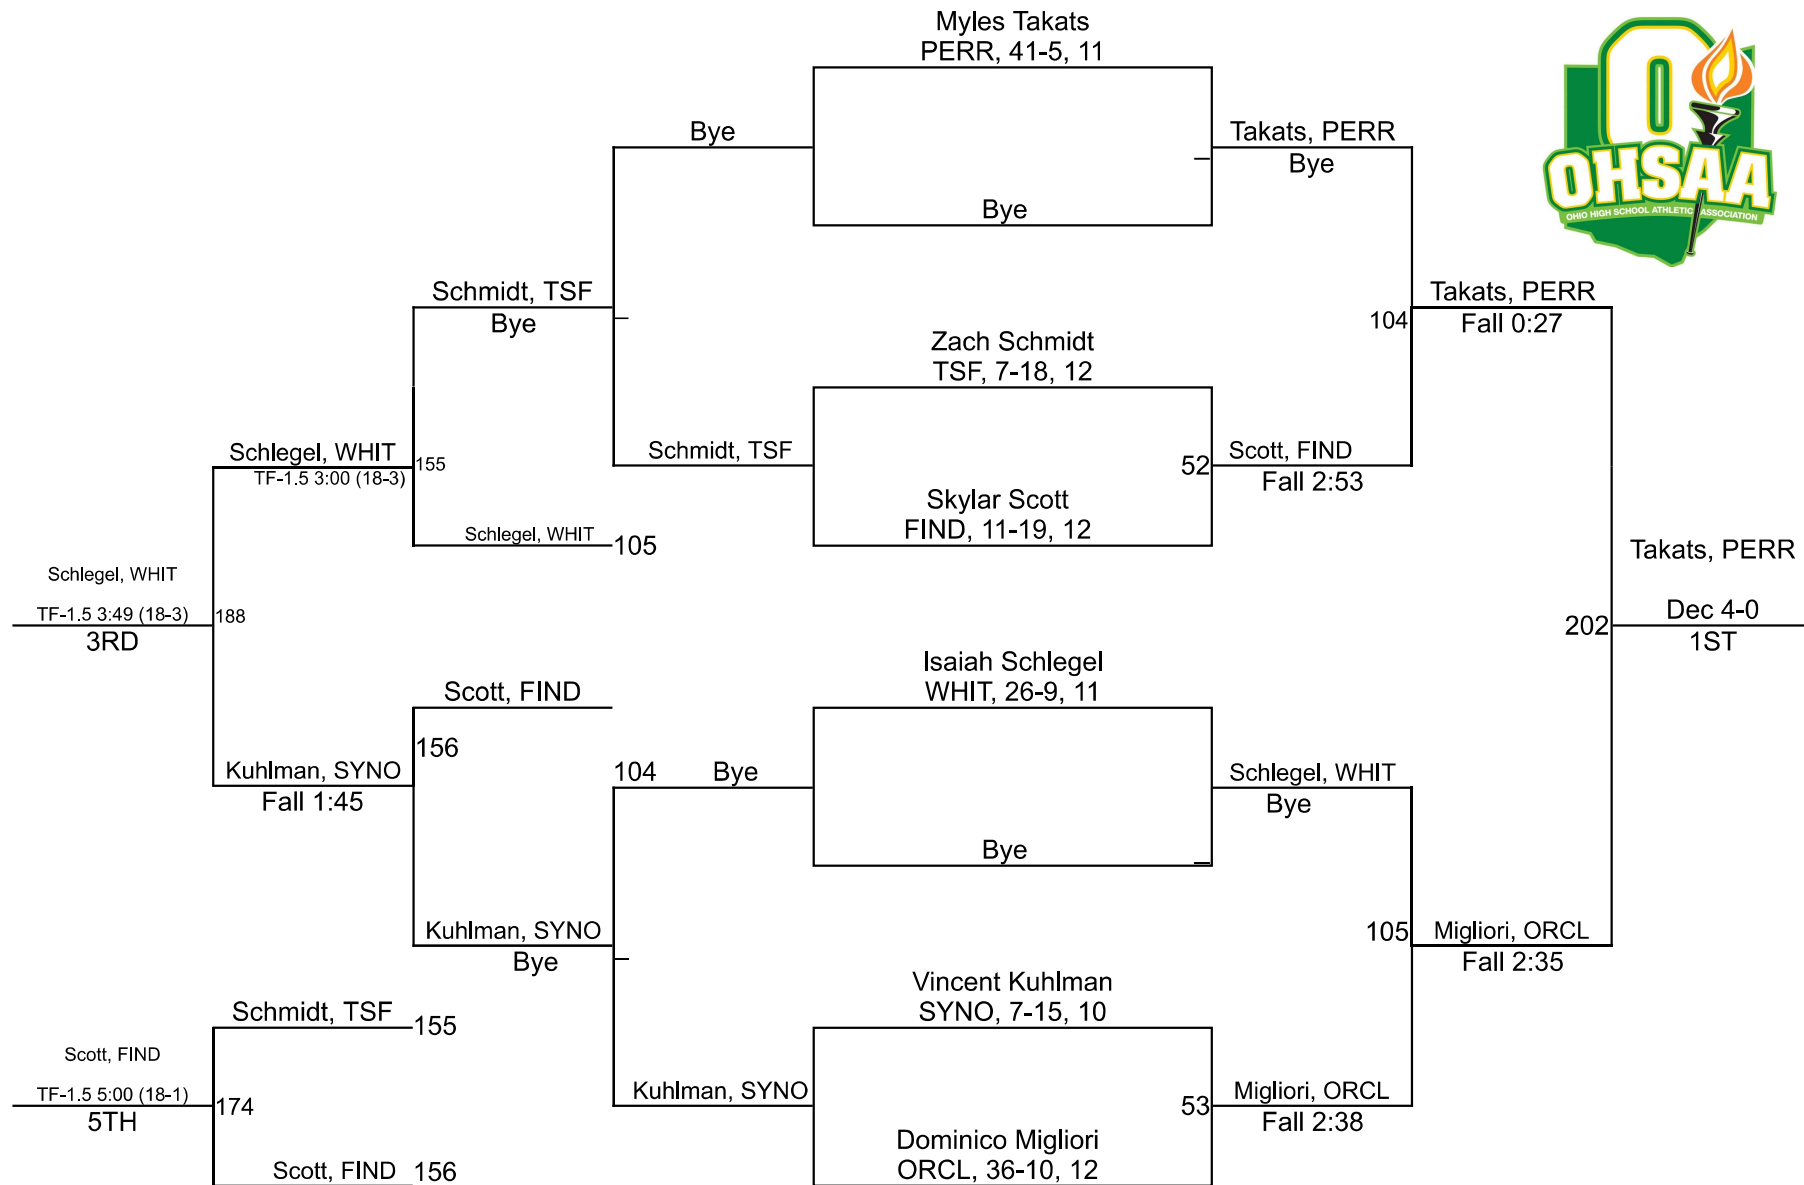 Myles Takats
PERR, 41-5, 11
O
OHSAA
OHIO HIGH SCHOOL ATHLETIC ASSOCIATION
Bye
Takats, PERR
Bye
Bye
Schmidt, TSF
Bye
Takats, PERR
Fall 0:27
104
Zach Schmidt
TSF, 7-18, 12
Schlegel, WHIT
TF-1.5 3:00 (18-3)
155
Schmidt, TSF
52
Scott, FIND
Fall 2:53
Skylar Scott
FIND, 11-19, 12
Schlegel, WHIT
105
Takats, PERR
Dec 4-0
1ST
202
Schlegel, WHIT
TF-1.5 3:49 (18-3)
3RD
188
Isaiah Schlegel
WHIT, 26-9, 11
Scott, FIND
156
Kuhlman, SYNO
Fall 1:45
104
Bye
Schlegel, WHIT
Bye
Bye
Kuhlman, SYNO
Bye
105
Migliori, ORCL
Fall 2:35
Vincent Kuhlman
SYNO, 7-15, 10
Schmidt, TSF
155
Scott, FIND
TF-1.5 5:00 (18-1)
5TH
174
Kuhlman, SYNO
53
Migliori, ORCL
Fall 2:38
Dominico Migliori
ORCL, 36-10, 12
Scott, FIND
156